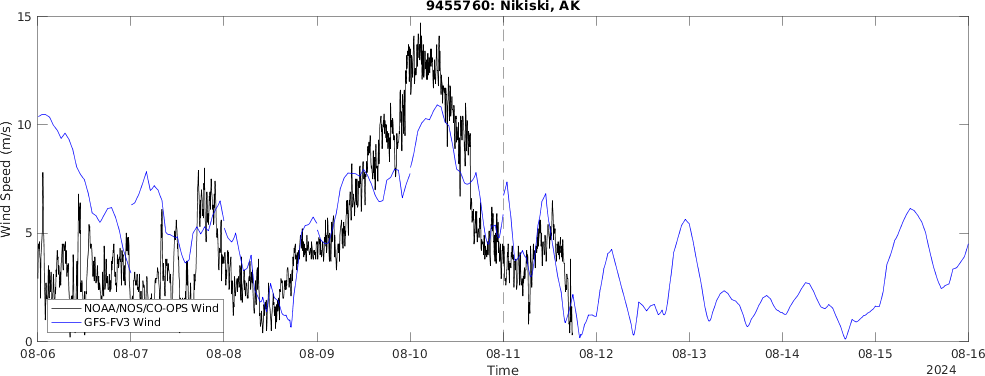 9455760: Nikiski, AK
Wind Speed (m/s)
15
10
5
0
NOAA/NOS/CO-OPS Wind
GFS-FV3 Wind
08-06 08-07 08-08 08-09 08-10 08-11 08-12 08-13 08-14 08-15 08-16
Time
2024